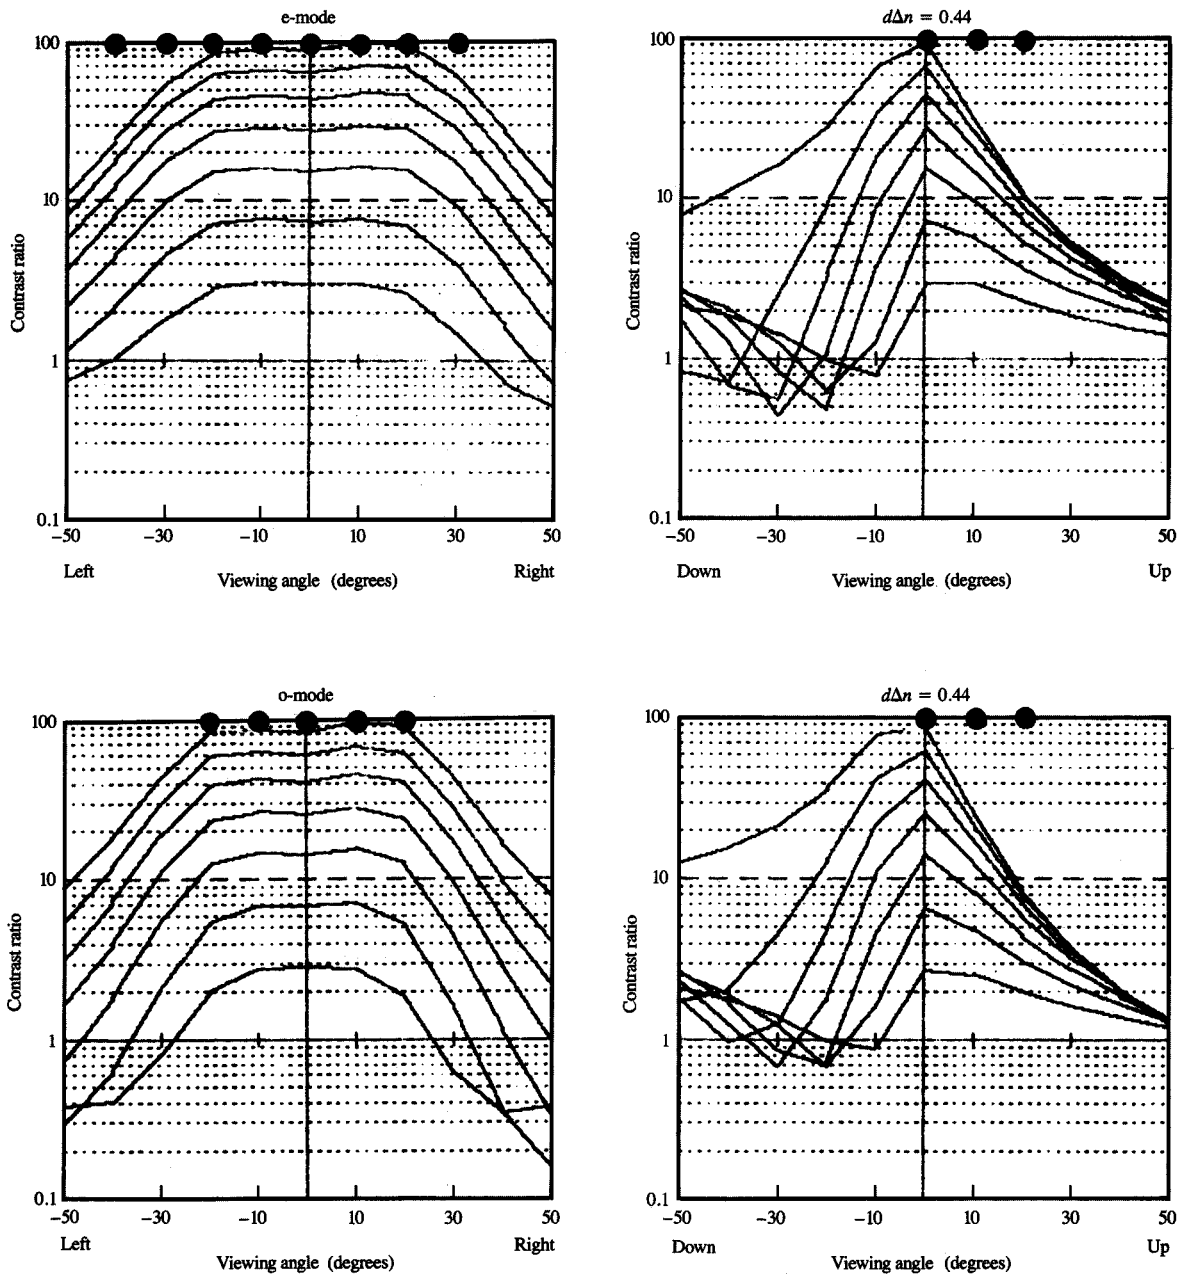 e-mode
dΔn = 0.44
100
10
1
0.1
Contrast ratio
-50
-30
-10
10
30
50
Left
Viewing angle (degrees)
Right
100
10
1
0.1
Contrast ratio
-50
-30
-10
10
30
50
Down
Viewing angle (degrees)
Up
o-mode
dΔn = 0.44
100
10
1
0.1
Contrast ratio
-50
-30
-10
10
30
50
Left
Viewing angle (degrees)
Right
100
10
1
0.1
Contrast ratio
-50
-30
-10
10
30
50
Down
Viewing angle (degrees)
Up